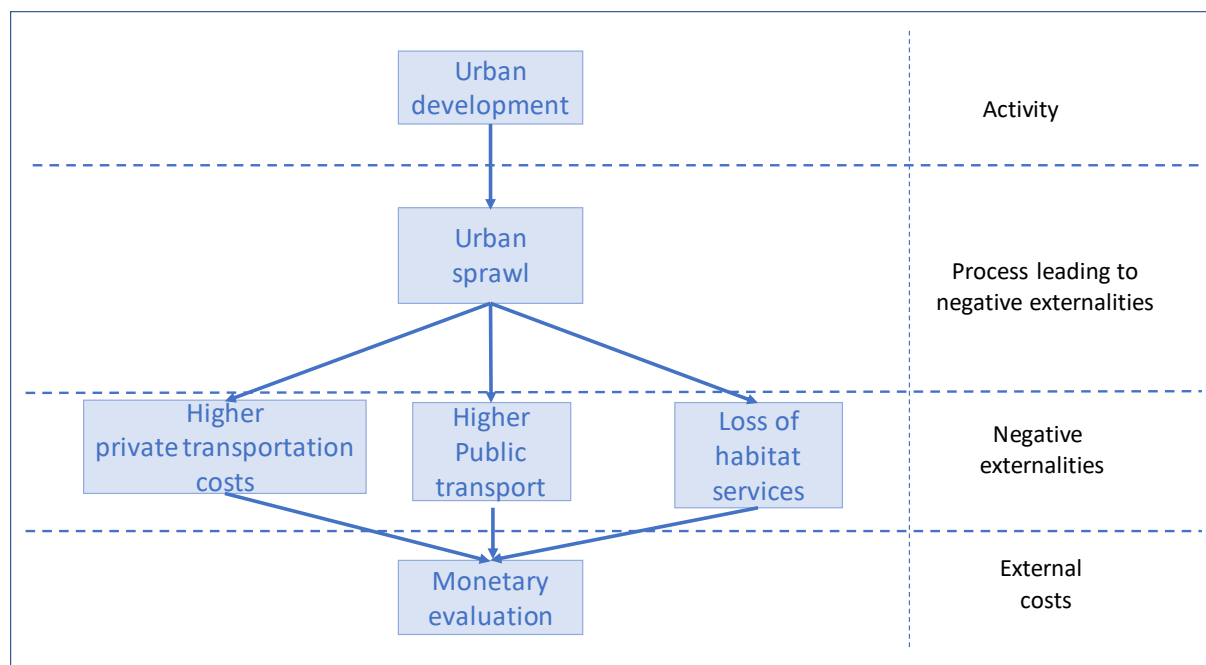 Urban
development
Activity
Urban
sprawl
Process leading to
negative externalities
Higher
private transportation
costs
Higher
Public
transport
Loss of
habitat
services
Negative
externalities
Monetary
evaluation
External
costs